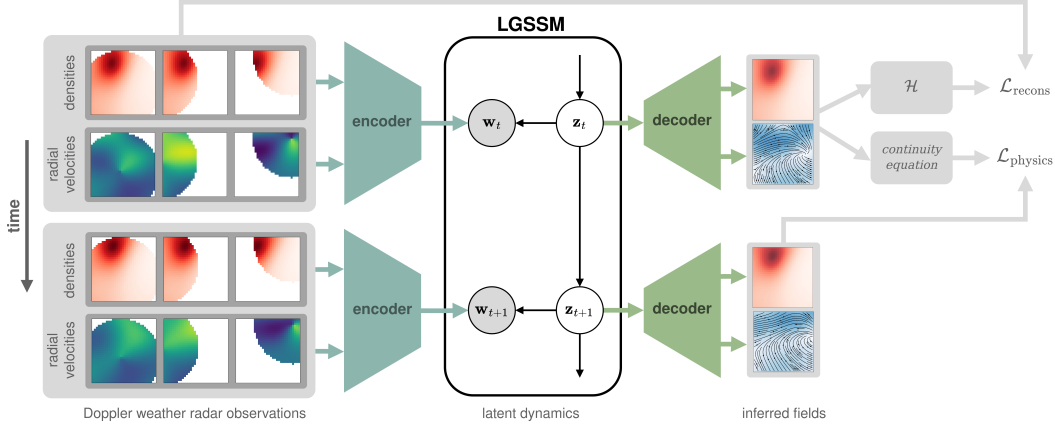 LGSSM
densities
radial
velocities
encoder
w_t
z_t
decoder
ℋ
ℒ_recons
continuity
equation
ℒ_physics
time
densities
radial
velocities
encoder
w_{t+1}
z_{t+1}
decoder
Doppler weather radar observations
latent dynamics
inferred fields